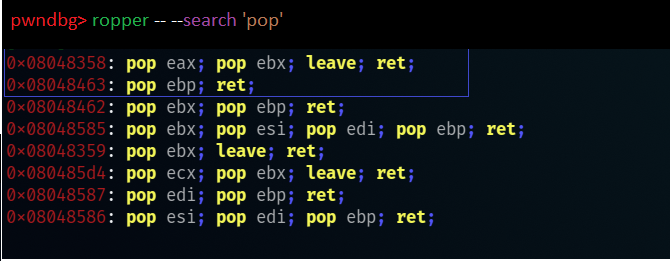 pwndbg> ropper -- --search 'pop'
0x08048358: pop eax; pop ebx; leave; ret;
0x08048463: pop ebp; ret;
0x08048462: pop ebx; pop ebp; ret;
0x08048585: pop ebx; pop esi; pop edi; pop ebp; ret;
0x08048359: pop ebx; leave; ret;
0x080485d4: pop ecx; pop ebx; leave; ret;
0x08048587: pop edi; pop ebp; ret;
0x08048586: pop esi; pop edi; pop ebp; ret;